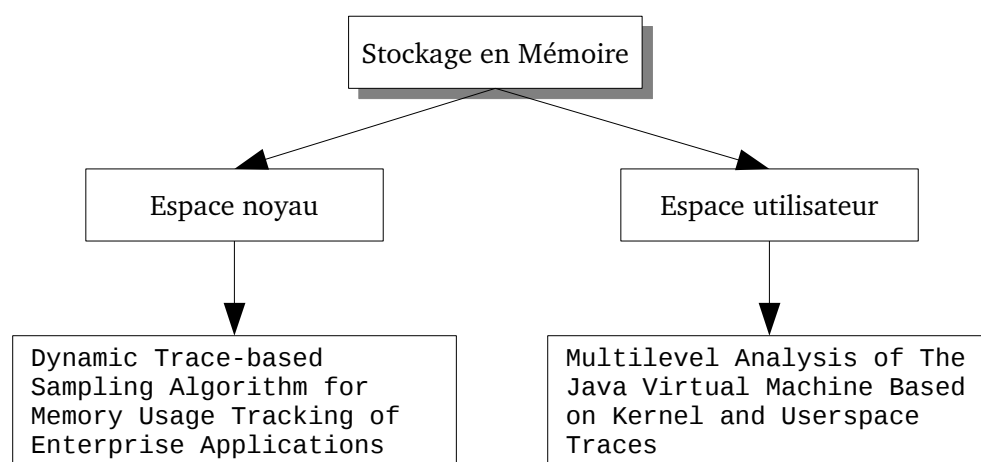 Stockage en Mémoire
Espace noyau
Espace utilisateur
Dynamic Trace-based
Sampling Algorithm for
Memory Usage Tracking of
Enterprise Applications
Multilevel Analysis of The
Java Virtual Machine Based
on Kernel and Userspace
Traces